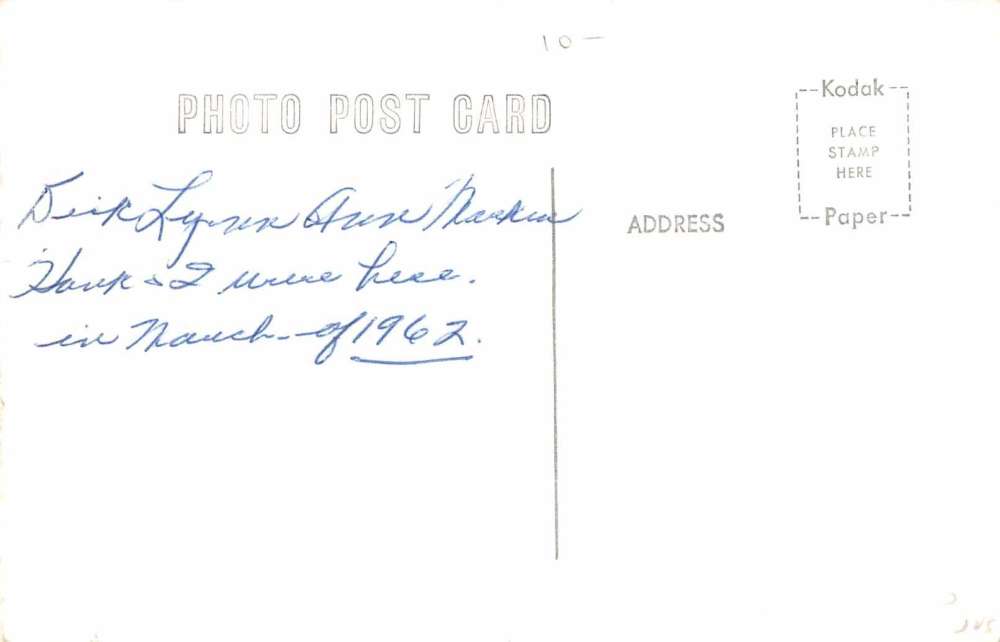 10 -
PHOTO POST CARD
Kodak
PLACE
STAMP
HERE
Paper
ADDRESS
Dick Lynn Ann
Hank & I were here.
in March - of 1962.